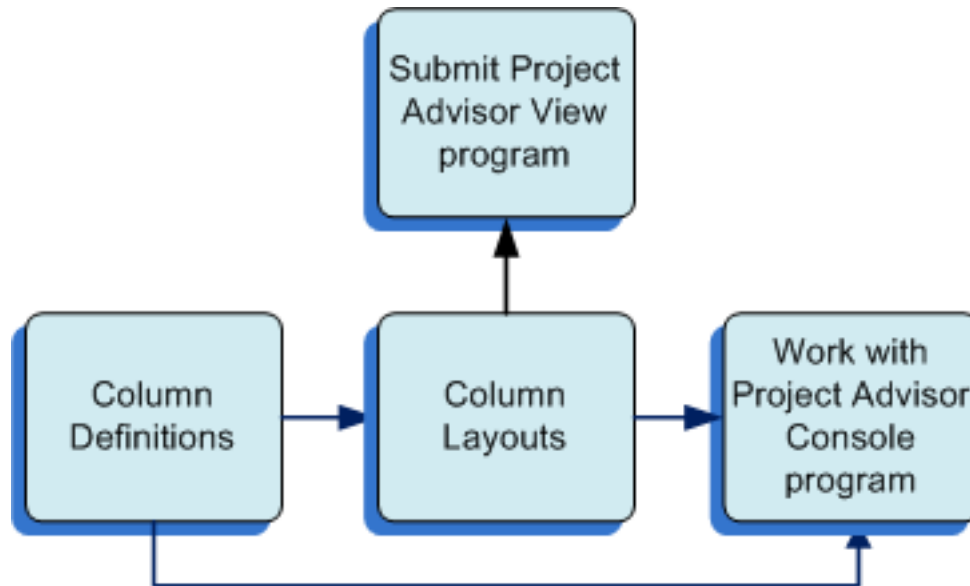 Submit Project
Advisor View
program
Column
Definitions
Column
Layouts
Work with
Project Advisor
Console
program